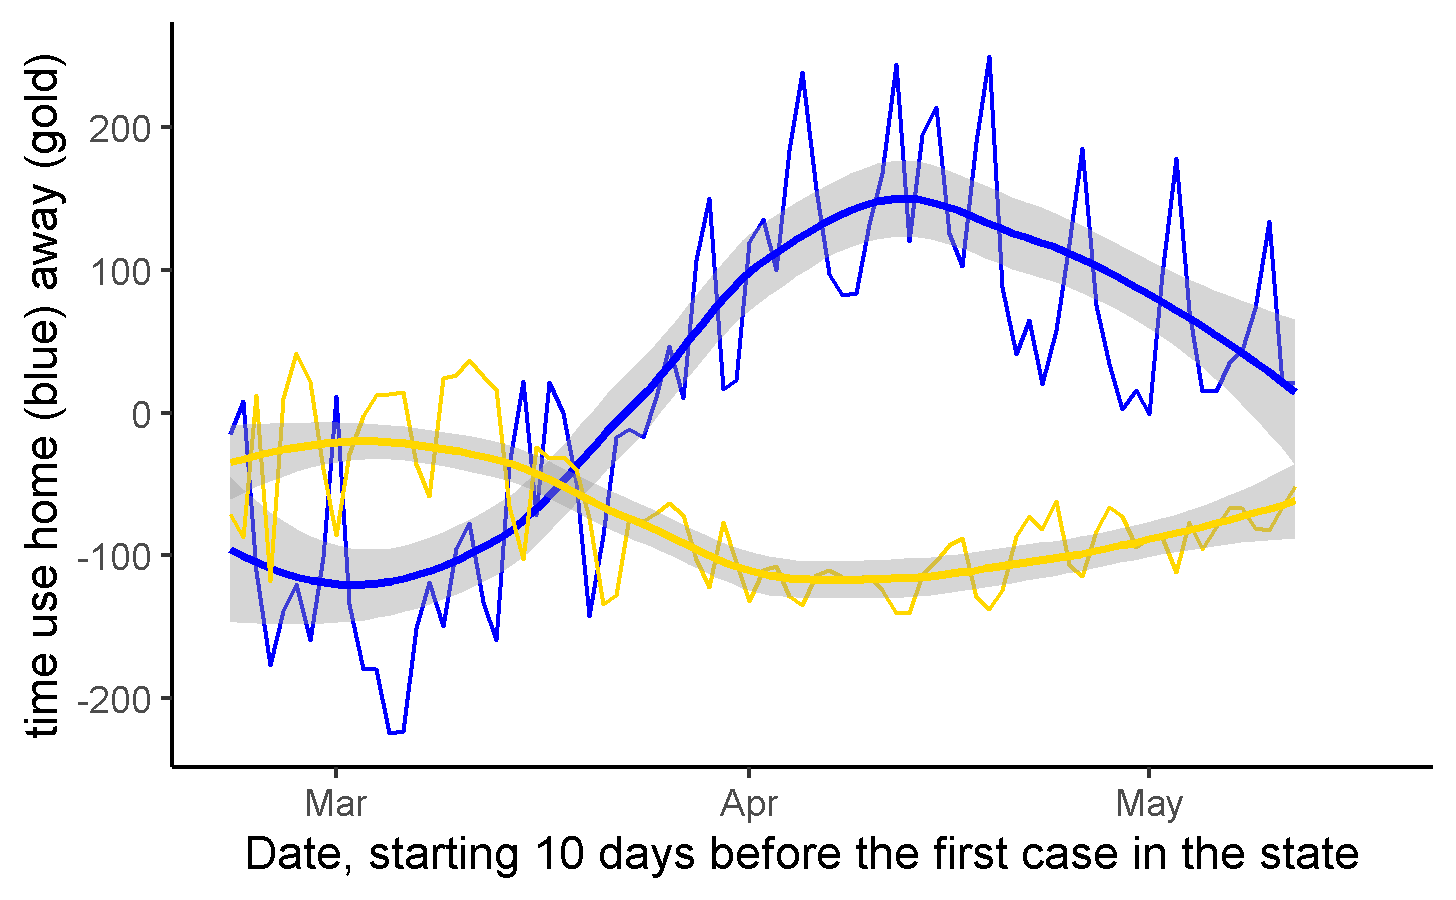 time use home (blue) away (gold)
200
100
0
-100
-200
Mar
Apr
May
Date, starting 10 days before the first case in the state